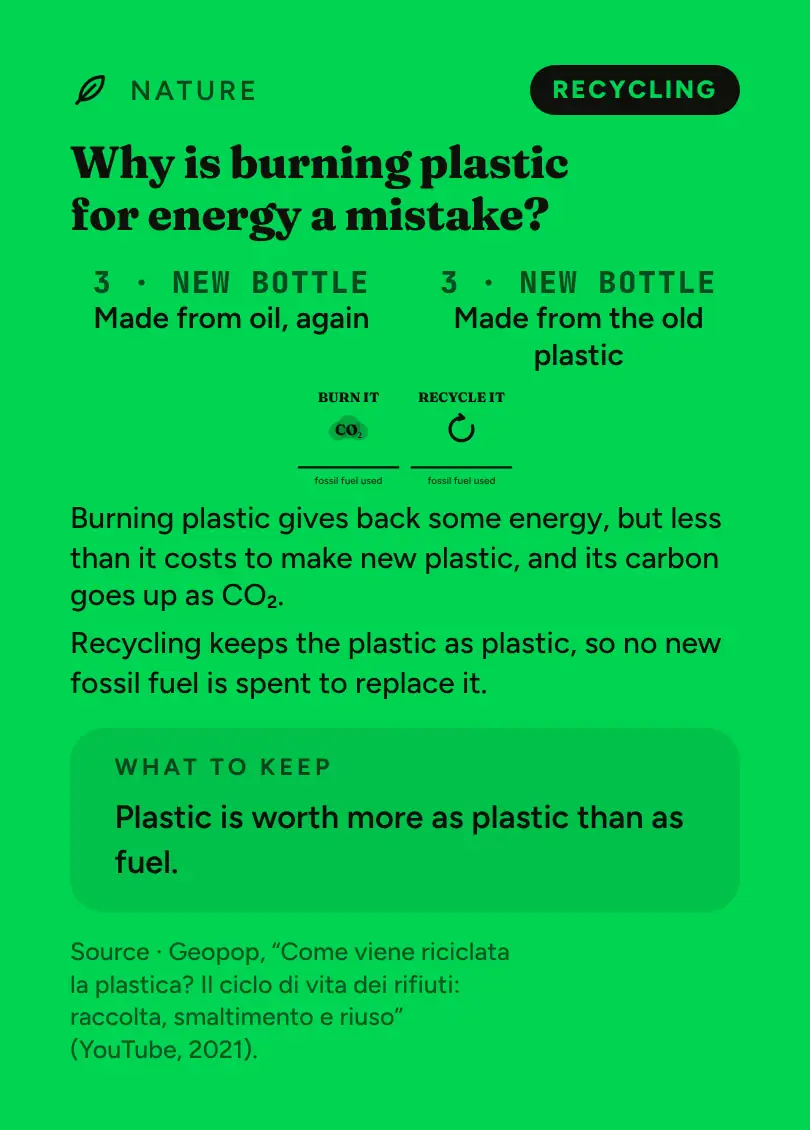 NATURE
RECYCLING
Why is burning plastic
for energy a mistake?
3 · NEW BOTTLE
Made from oil, again
3 · NEW BOTTLE
Made from the old
plastic
BURN IT
RECYCLE IT
CO₂
fossil fuel used
fossil fuel used
Burning plastic gives back some energy, but less
than it costs to make new plastic, and its carbon
goes up as CO₂.
Recycling keeps the plastic as plastic, so no new
fossil fuel is spent to replace it.
WHAT TO KEEP
Plastic is worth more as plastic than as
fuel.
Source · Geopop, “Come viene riciclata
la plastica? Il ciclo di vita dei rifiuti:
raccolta, smaltimento e riuso”
(YouTube, 2021).